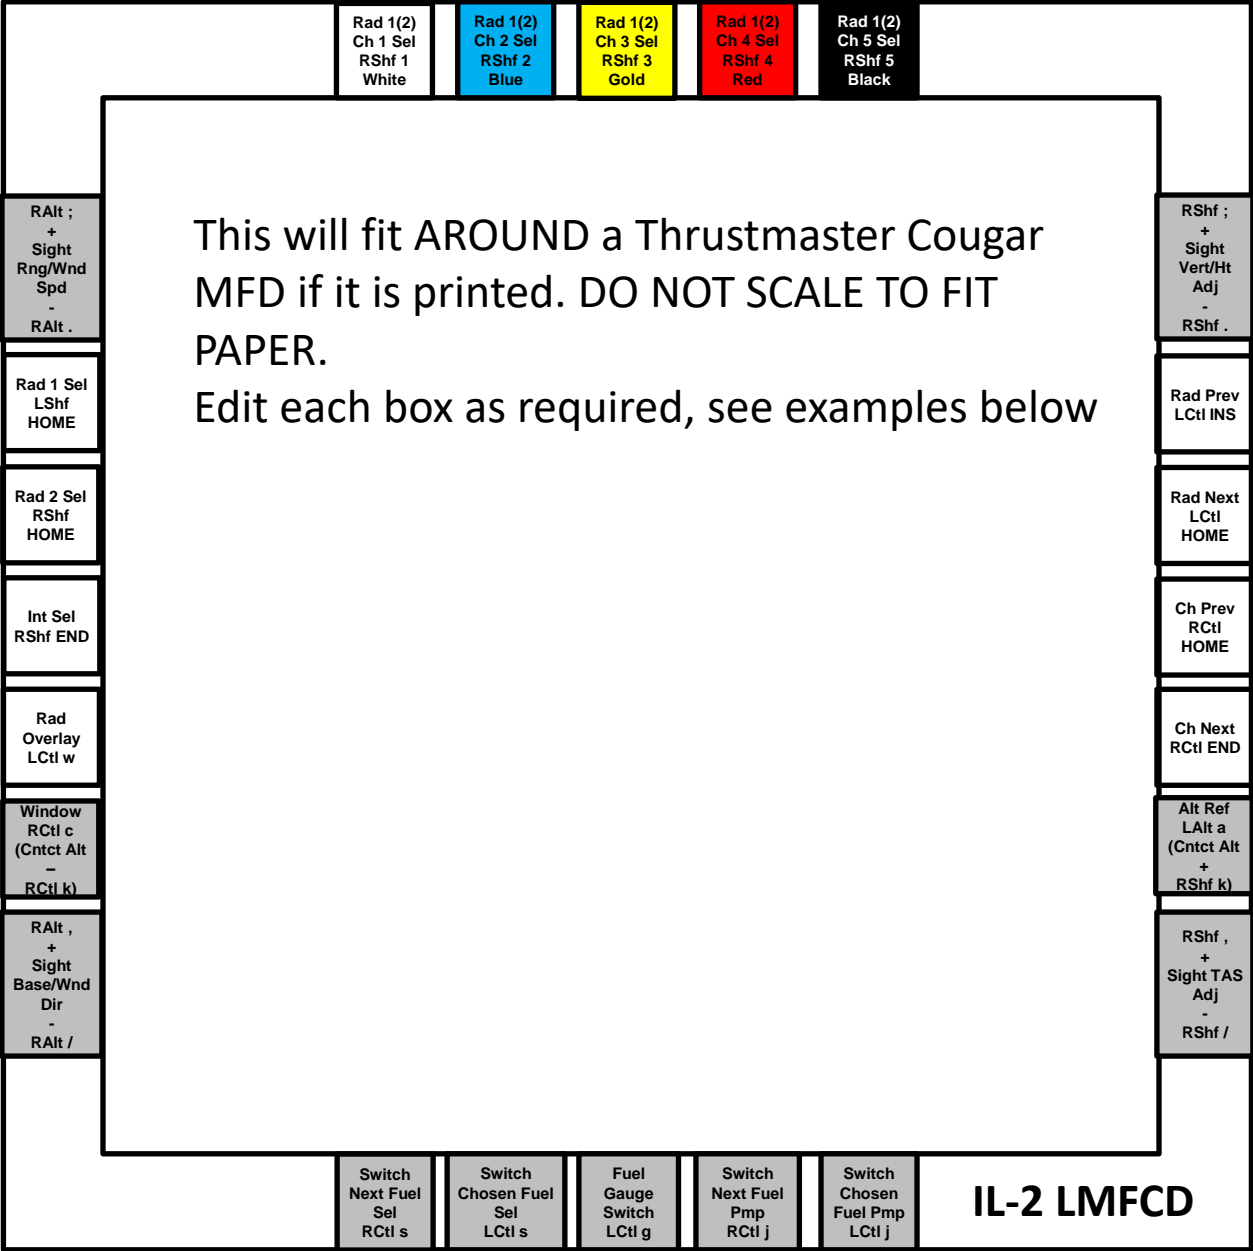 Rad 1(2)
Ch 1 Sel
RShf 1
White
Rad 1(2)
Ch 2 Sel
RShf 2
Blue
Rad 1(2)
Ch 3 Sel
RShf 3
Gold
Rad 1(2)
Ch 4 Sel
RShf 4
Red
Rad 1(2)
Ch 5 Sel
RShf 5
Black
RAlt ;
+
Sight
Rng/Wnd
Spd
-
RAlt .
Rad 1 Sel
LShf
HOME
Rad 2 Sel
RShf
HOME
Int Sel
RShf END
Rad
Overlay
LCtl w
Window
RCtl c
(Cntct Alt
–
RCtl k)
RAlt ,
+
Sight
Base/Wnd
Dir
-
RAlt /
This will fit AROUND a Thrustmaster Cougar
MFD if it is printed. DO NOT SCALE TO FIT
PAPER.
Edit each box as required, see examples below
RShf ;
+
Sight
Vert/Ht
Adj
-
RShf .
Rad Prev
LCtl INS
Rad Next
LCtl
HOME
Ch Prev
RCtl
HOME
Ch Next
RCtl END
Alt Ref
LAlt a
(Cntct Alt
+
RShf k)
RShf ,
+
Sight TAS
Adj
-
RShf /
Switch
Next Fuel
Sel
RCtl s
Switch
Chosen Fuel
Sel
LCtl s
Fuel
Gauge
Switch
LCtl g
Switch
Next Fuel
Pmp
RCtl j
Switch
Chosen
Fuel Pmp
LCtl j
IL-2 LMFCD